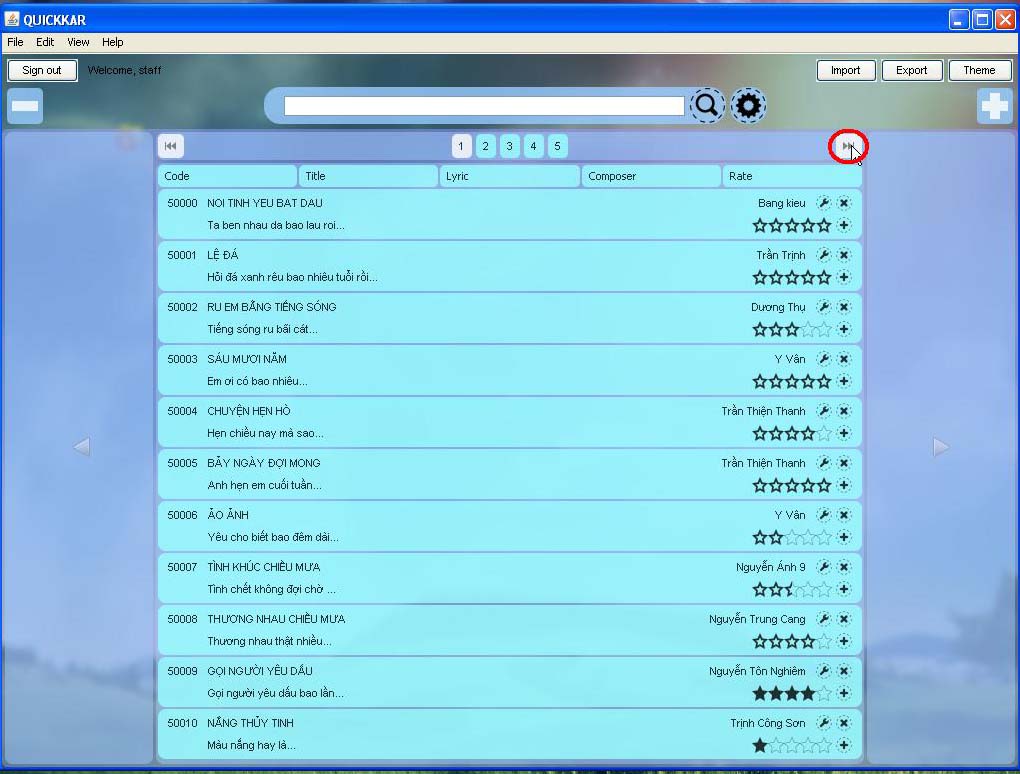 QUICKKAR
File Edit View Help
Sign out Welcome, staff Import Export Theme
1 2 3 4 5
Code Title Lyric Composer Rate
50000 NOI TINH YEU BAT DAU Bang kieu
Ta ben nhau da bao lau roi...
50001 LỆ ĐÁ Trần Trịnh
Hỏi đá xanh rêu bao nhiêu tuổi rồi...
50002 RU EM BẰNG TIẾNG SÓNG Dương Thụ
Tiếng sóng ru bãi cát...
50003 SÁU MƯƠI NĂM Y Vân
Em ơi có bao nhiêu...
50004 CHUYỆN HẸN HÒ Trần Thiện Thanh
Hẹn chiều nay mà sao...
50005 BẢY NGÀY ĐỢI MONG Trần Thiện Thanh
Anh hẹn em cuối tuần...
50006 ẢO ẢNH Y Vân
Yêu cho biết bao đêm dài...
50007 TÌNH KHÚC CHIỀU MƯA Nguyễn Ánh 9
Tình chết không đợi chờ ...
50008 THƯƠNG NHAU CHIỀU MƯA Nguyễn Trung Cang
Thương nhau thật nhiều...
50009 GỌI NGƯỜI YÊU DẤU Nguyễn Tôn Nghiêm
Gọi người yêu dấu bao lần...
50010 NẮNG THỦY TINH Trịnh Công Sơn
Màu nắng hay là...